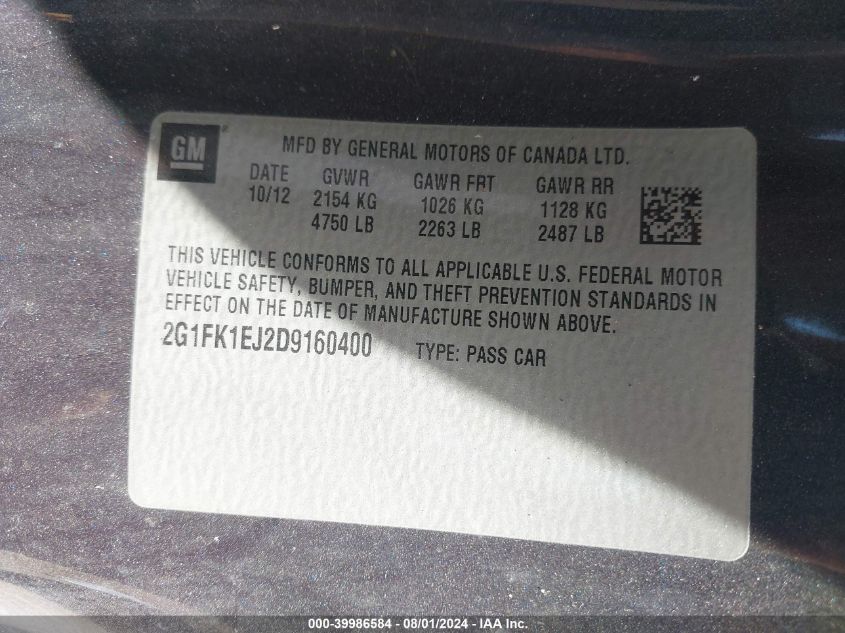 GM®
MFD BY GENERAL MOTORS OF CANADA LTD.
DATE GVWR GAWR FRT GAWR RR
10/12 2154 KG 1026 KG 1128 KG
4750 LB 2263 LB 2487 LB
THIS VEHICLE CONFORMS TO ALL APPLICABLE U.S. FEDERAL MOTOR
VEHICLE SAFETY, BUMPER, AND THEFT PREVENTION STANDARDS IN
EFFECT ON THE DATE OF MANUFACTURE SHOWN ABOVE.
2G1FK1EJ2D9160400 TYPE: PASS CAR
000-39986584 - 08/01/2024 - IAA Inc.